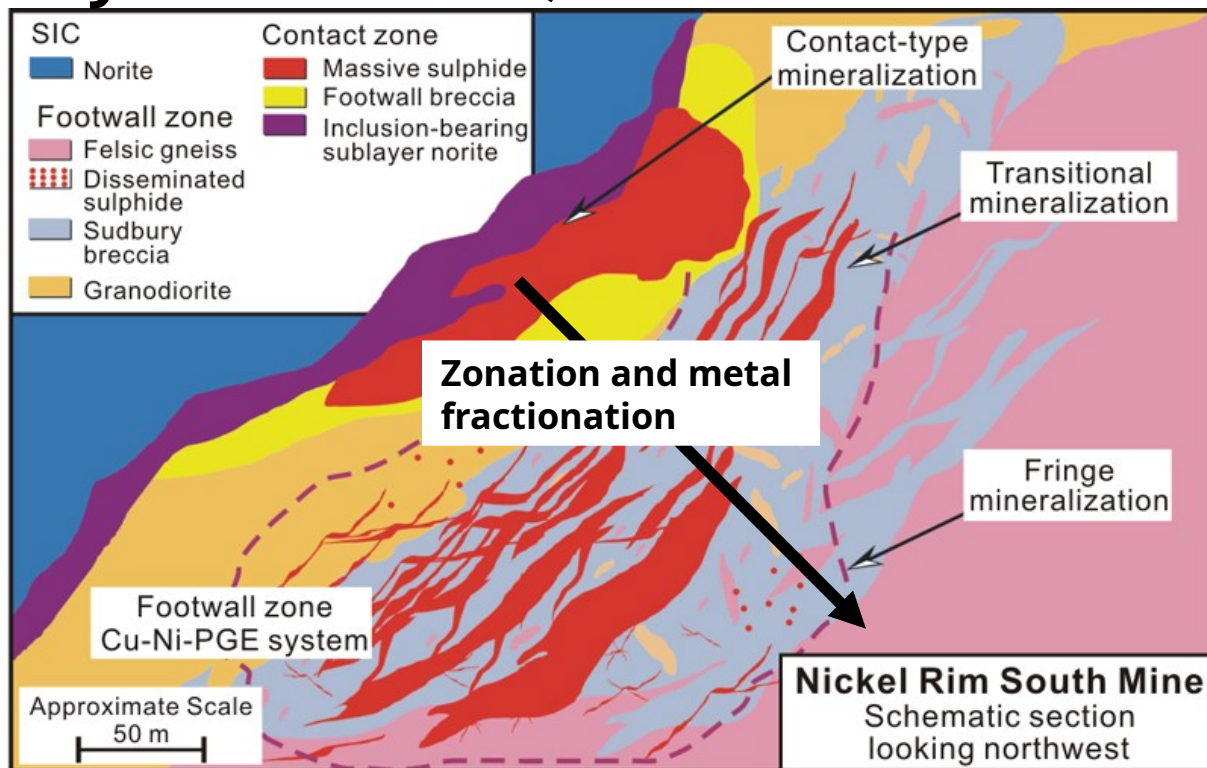 SIC
Norite
Footwall zone
Felsic gneiss
Disseminated
sulphide
Sudbury
breccia
Granodiorite
Contact zone
Massive sulphide
Footwall breccia
Inclusion-bearing
sublayer norite
Contact-type
mineralization
Transitional
mineralization
Zonation and metal
fractionation
Fringe
mineralization
Footwall zone
Cu-Ni-PGE system
Approximate Scale
50 m
Nickel Rim South Mine
Schematic section
looking northwest